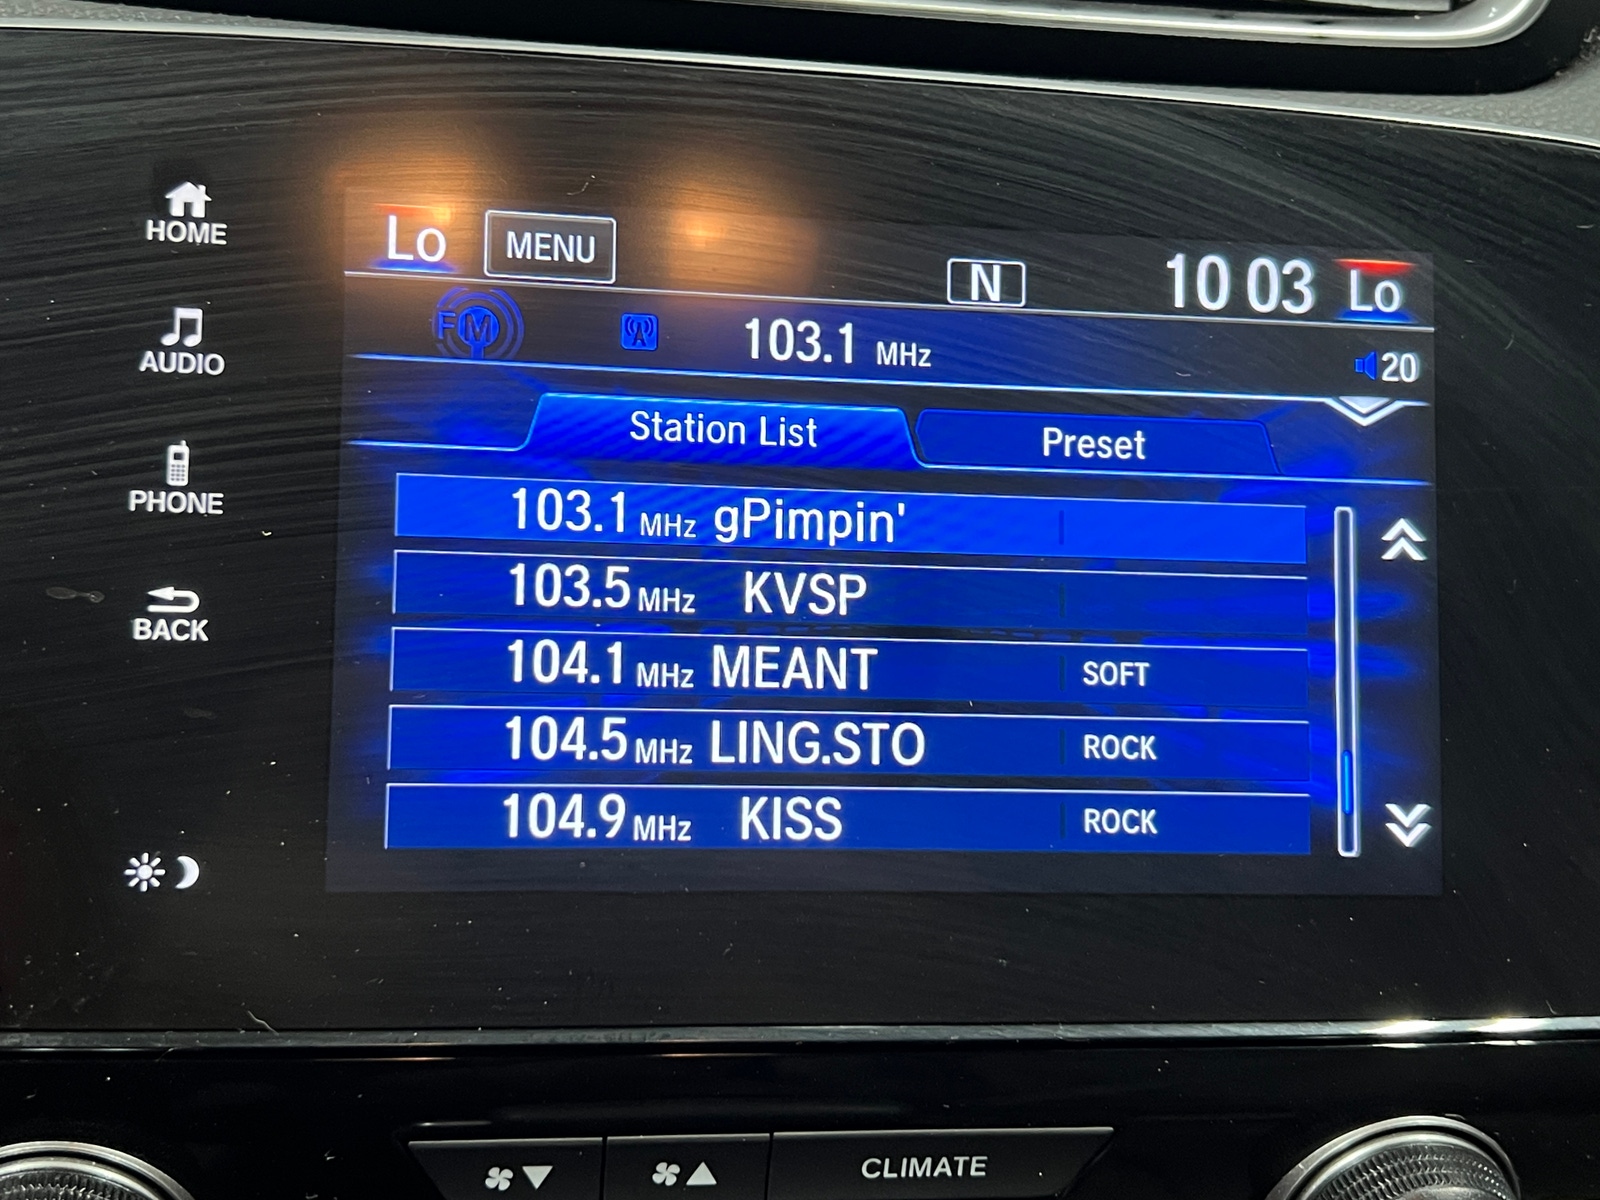 HOME
AUDIO
PHONE
BACK
Lo MENU N 10 03 Lo
FM 103.1 MHz 20
Station List Preset
103.1 MHz gPimpin'
103.5 MHz KVSP
104.1 MHz MEANT SOFT
104.5 MHz LING.STO ROCK
104.9 MHz KISS ROCK
CLIMATE